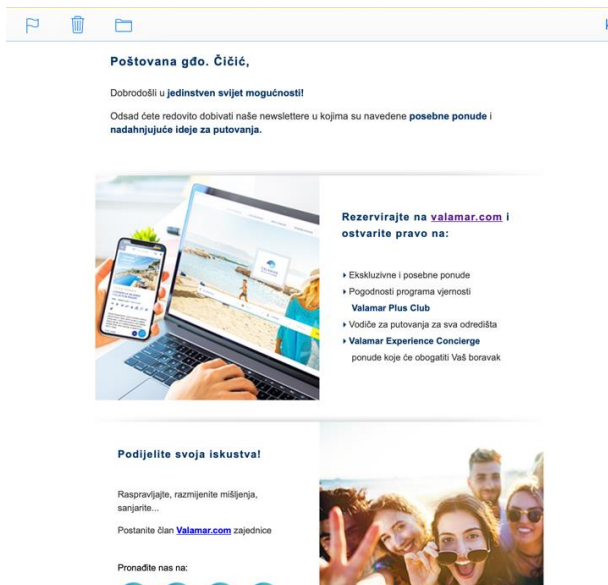 Poštovana gđo. Čičić,
Dobrodošli u jedinstven svijet mogućnosti!
Odsad ćete redovito dobivati naše newslettere u kojima su navedene posebne ponude i
nadahnjujuće ideje za putovanja.
Rezervirajte na valamar.com i
ostvarite pravo na:
Ekskluzivne i posebne ponude
Pogodnosti programa vjernosti
Valamar Plus Club
Vodiče za putovanja za sva odredišta
Valamar Experience Concierge
ponude koje će obogatiti Vaš boravak
Podijelite svoja iskustva!
Raspravljajte, razmijenite mišljenja,
sanjarite...
Postanite član Valamar.com zajednice
Pronađite nas na: